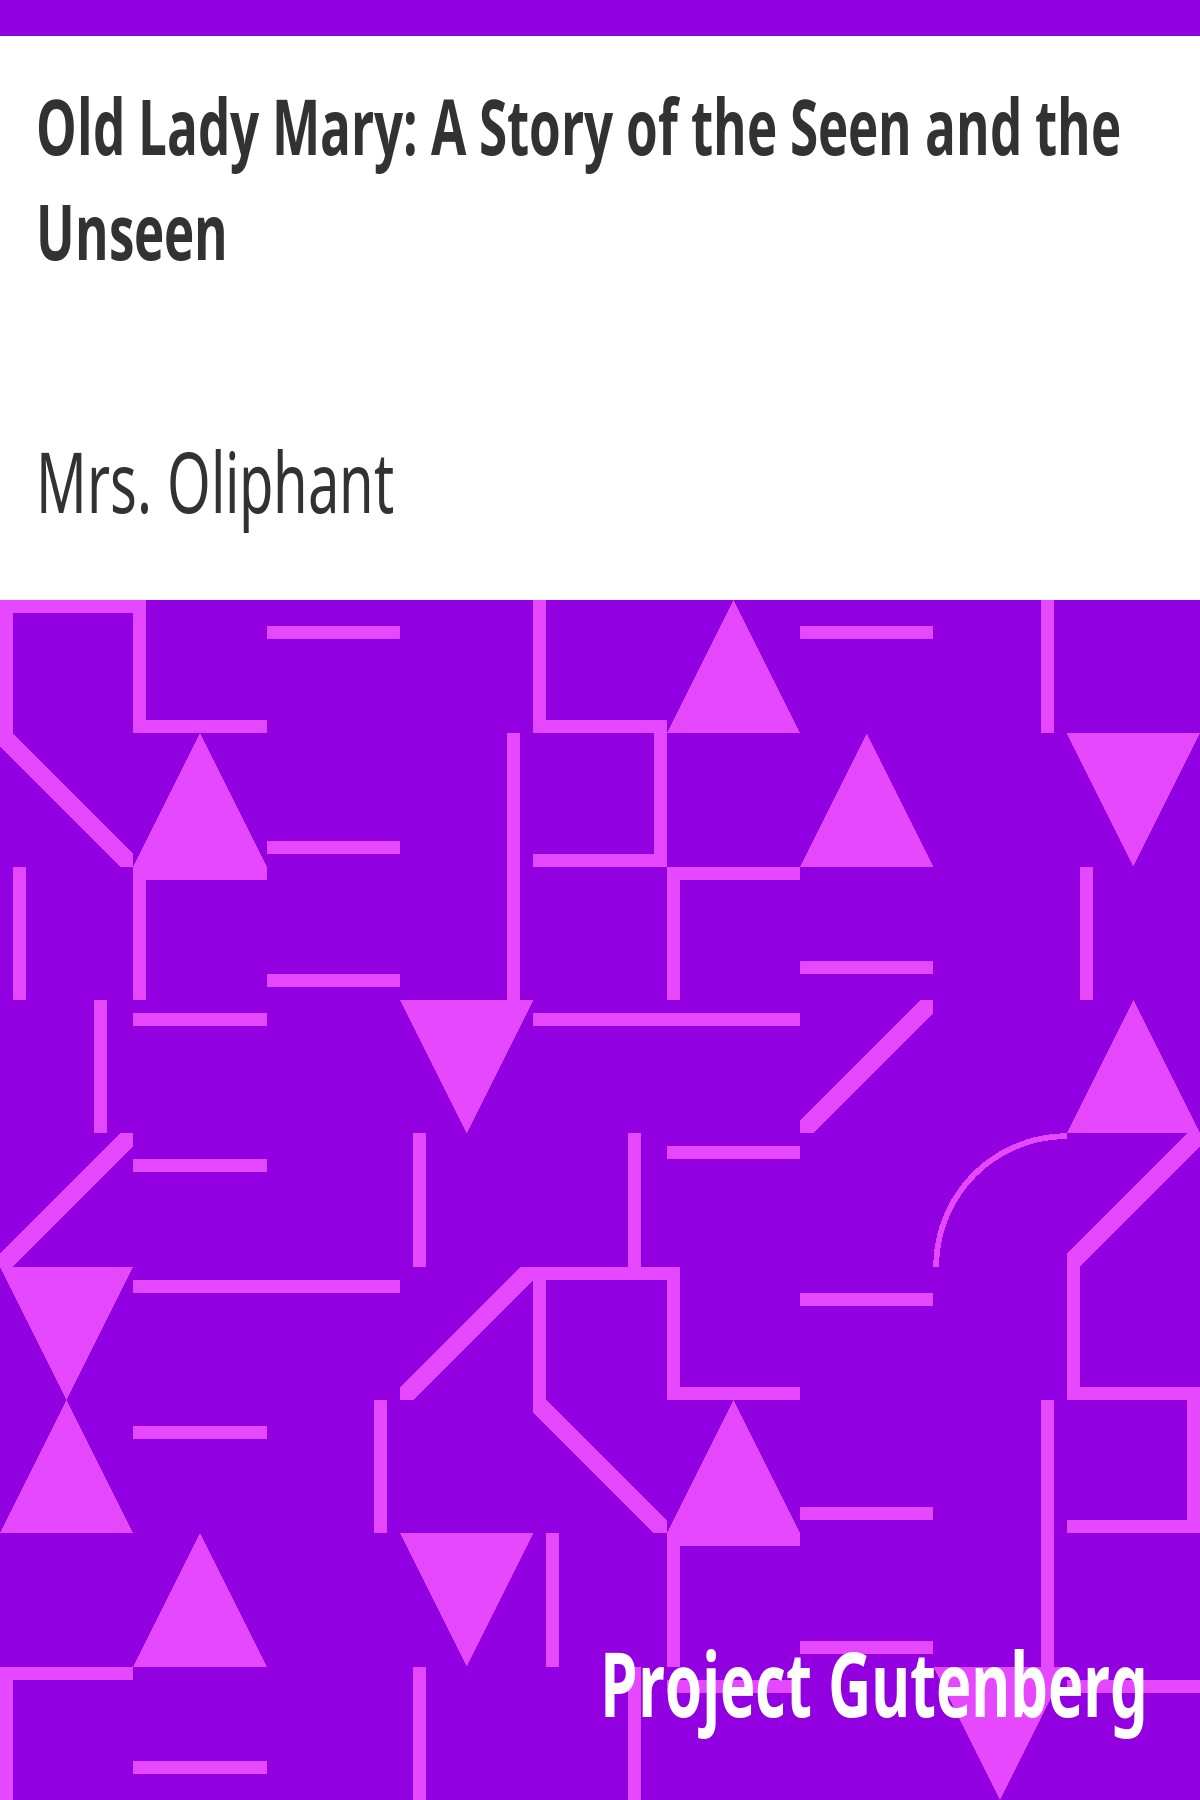 Old Lady Mary: A Story of the Seen and the
Unseen
Mrs. Oliphant
Project Gutenberg